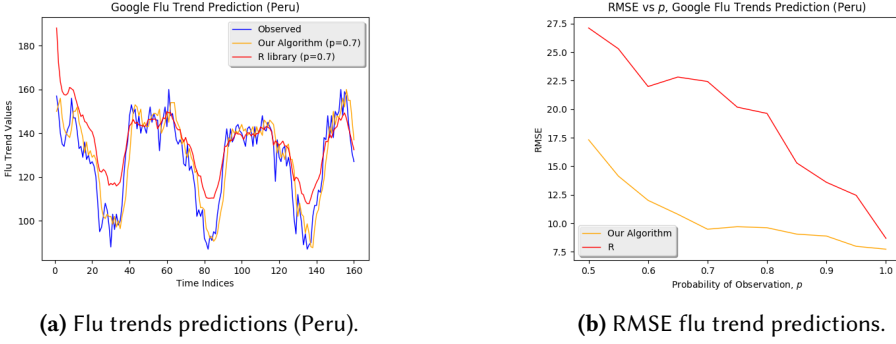 Google Flu Trend Prediction (Peru)
Observed
Our Algorithm (p=0.7)
R library (p=0.7)
Flu Trend Values
180
160
140
120
100
0
20
40
60
80
100
120
140
160
Time Indices
(a) Flu trends predictions (Peru).
RMSE vs p, Google Flu Trends Prediction (Peru)
RMSE
27.5
25.0
22.5
20.0
17.5
15.0
12.5
10.0
7.5
Our Algorithm
R
0.5
0.6
0.7
0.8
0.9
1.0
Probability of Observation, p
(b) RMSE flu trend predictions.